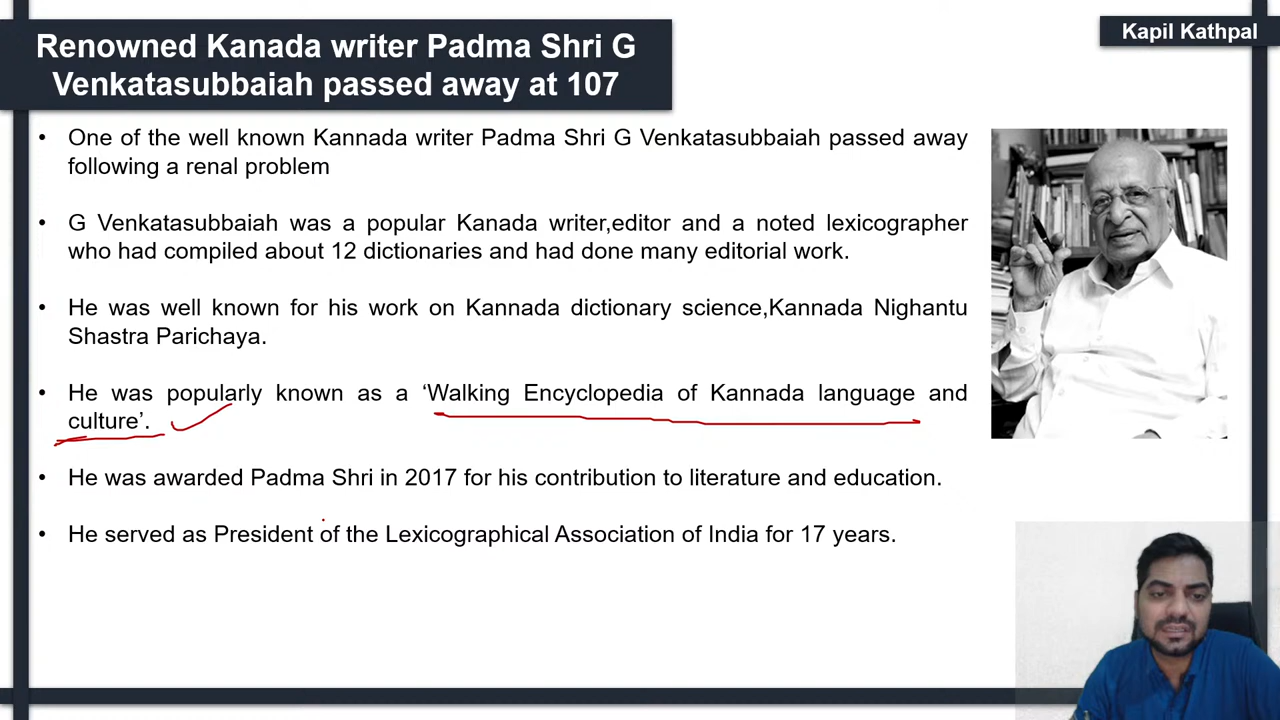 Renowned Kanada writer Padma Shri G
Venkatasubbaiah passed away at 107
Kapil Kathpal
• One of the well known Kannada writer Padma Shri G Venkatasubbaiah passed away
following a renal problem
• G Venkatasubbaiah was a popular Kanada writer,editor and a noted lexicographer
who had compiled about 12 dictionaries and had done many editorial work.
• He was well known for his work on Kannada dictionary science,Kannada Nighantu
Shastra Parichaya.
• He was popularly known as a ‘Walking Encyclopedia of Kannada language and
culture’.
• He was awarded Padma Shri in 2017 for his contribution to literature and education.
• He served as President of the Lexicographical Association of India for 17 years.